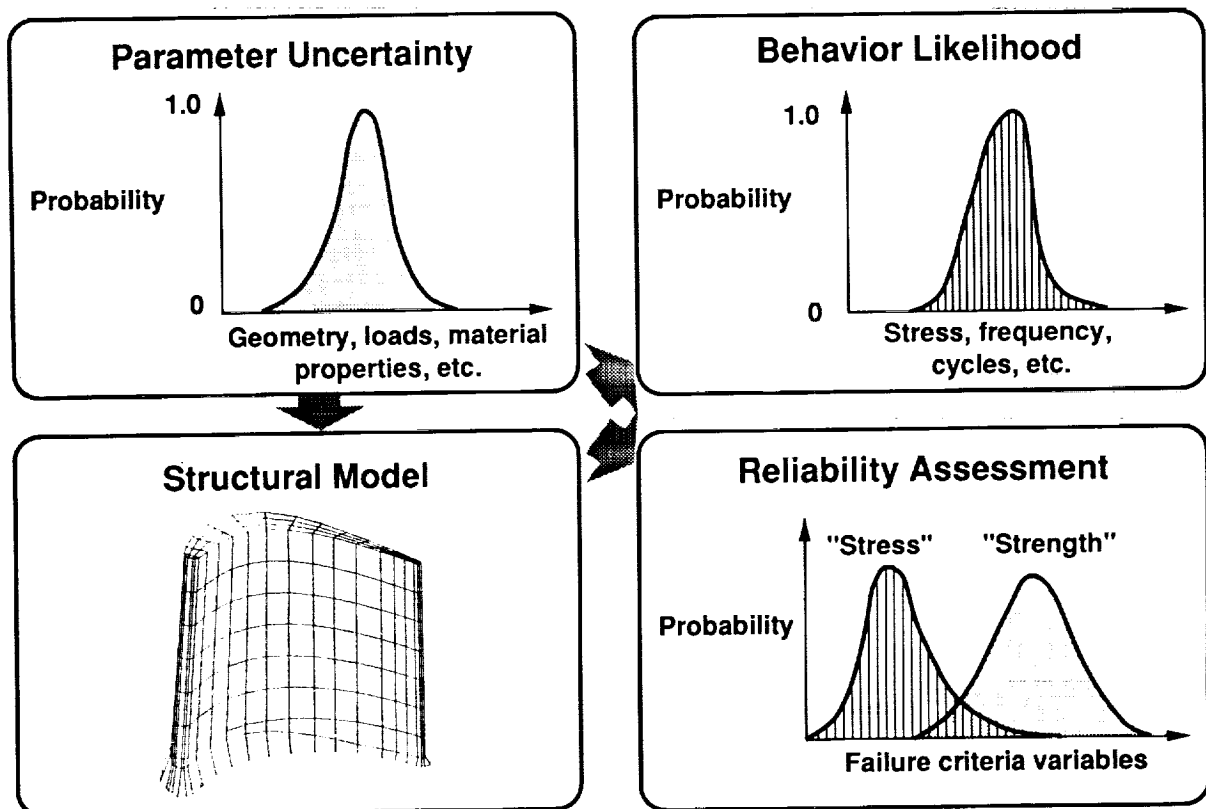 Parameter Uncertainty
1.0
Probability
0
Geometry, loads, material
properties, etc.
Behavior Likelihood
1.0
Probability
0
Stress, frequency,
cycles, etc.
Structural Model
Reliability Assessment
"Stress" "Strength"
Probability
Failure criteria variables